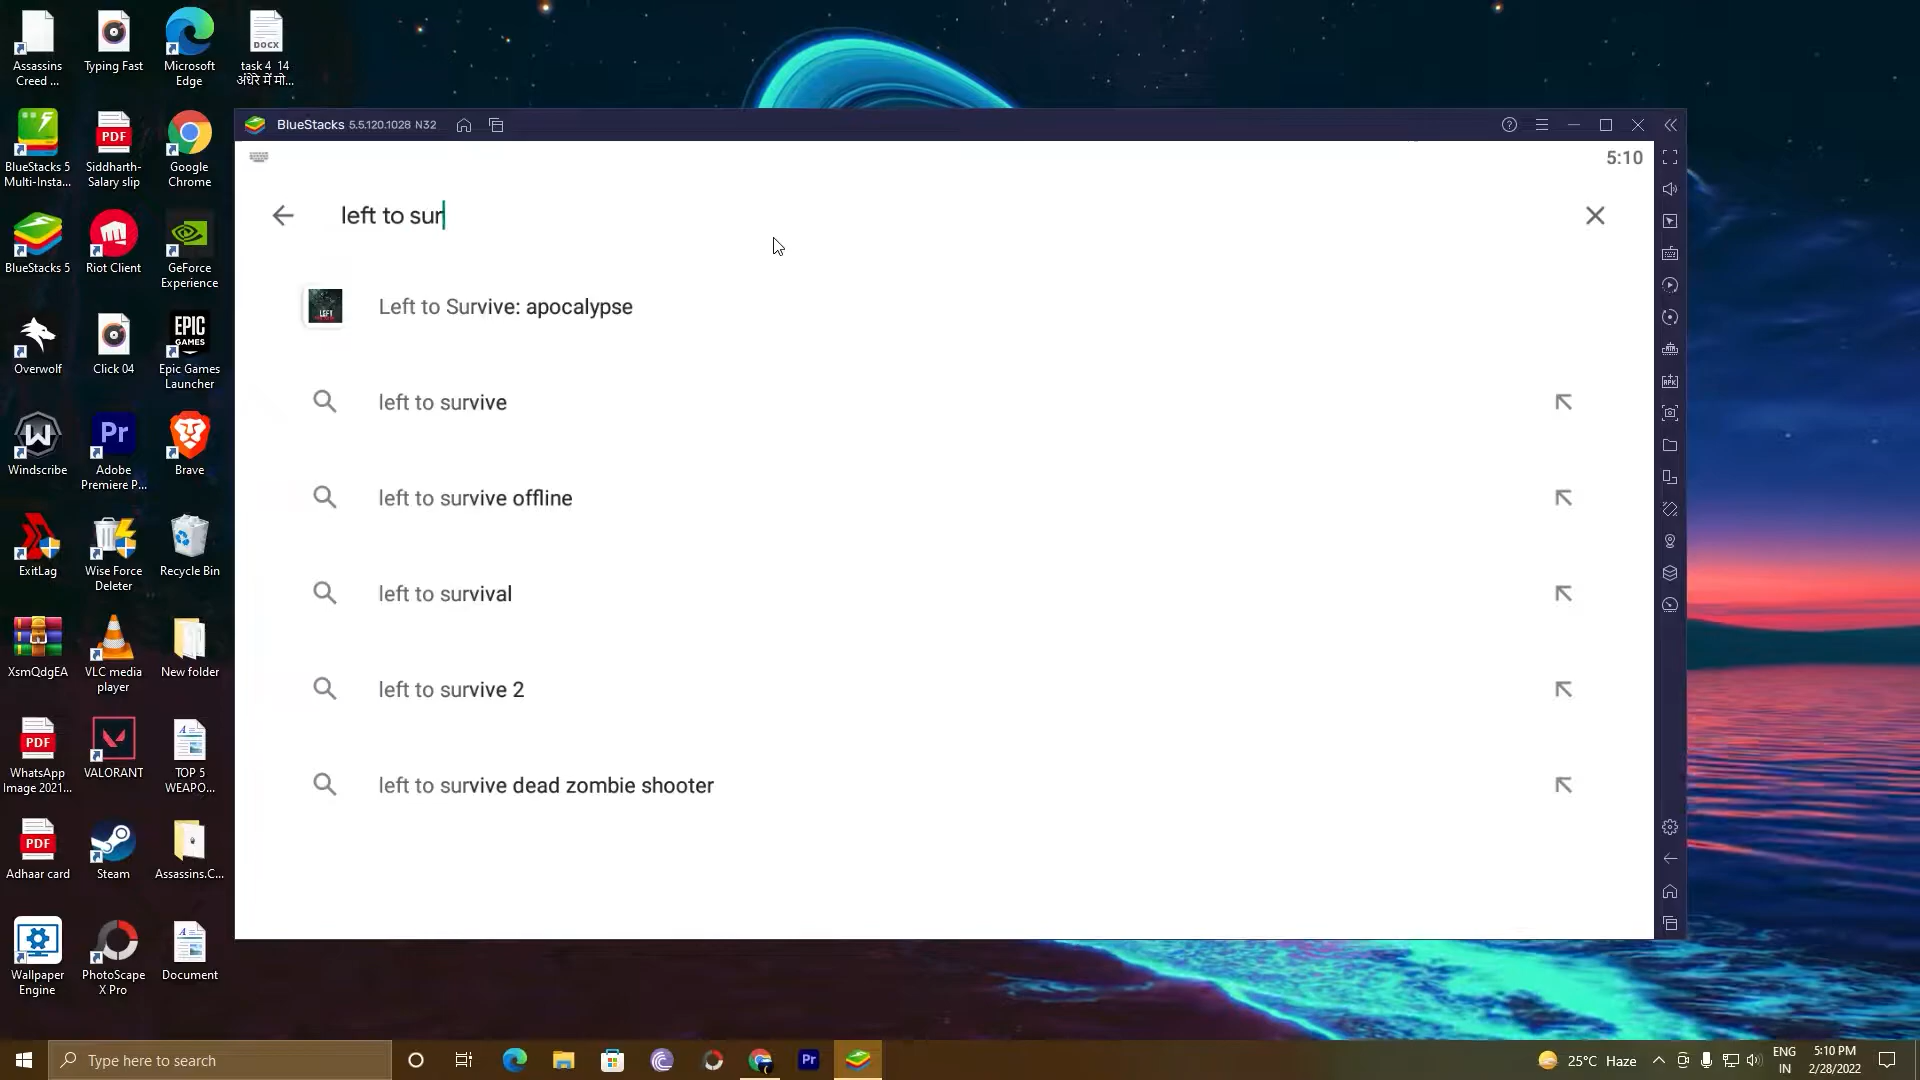 Assassins
Creed ...
Typing Fast
Microsoft
Edge
DOCX
task 4 14
अंधेरे में मो...
BlueStacks 5
Multi-Insta...
PDF
Siddharth-
Salary slip
Google
Chrome
BlueStacks 5
Riot Client
GeForce
Experience
Overwolf
Click 04
EPIC
GAMES
Epic Games
Launcher
Windscribe
Pr
Adobe
Premiere P...
Brave
ExitLag
Wise Force
Deleter
Recycle Bin
XsmQdgEA
VLC media
player
New folder
PDF
WhatsApp
Image 2021...
VALORANT
TOP 5
WEAPO...
PDF
Adhaar card
Steam
Assassins.C...
Wallpaper
Engine
PhotoScape
X Pro
Document
BlueStacks 5.5.120.1028 N32
5:10
left to sur
Left to Survive: apocalypse
left to survive
left to survive offline
left to survival
left to survive 2
left to survive dead zombie shooter
Type here to search
Pr
25°C Haze
ENG
IN
5:10 PM
2/28/2022